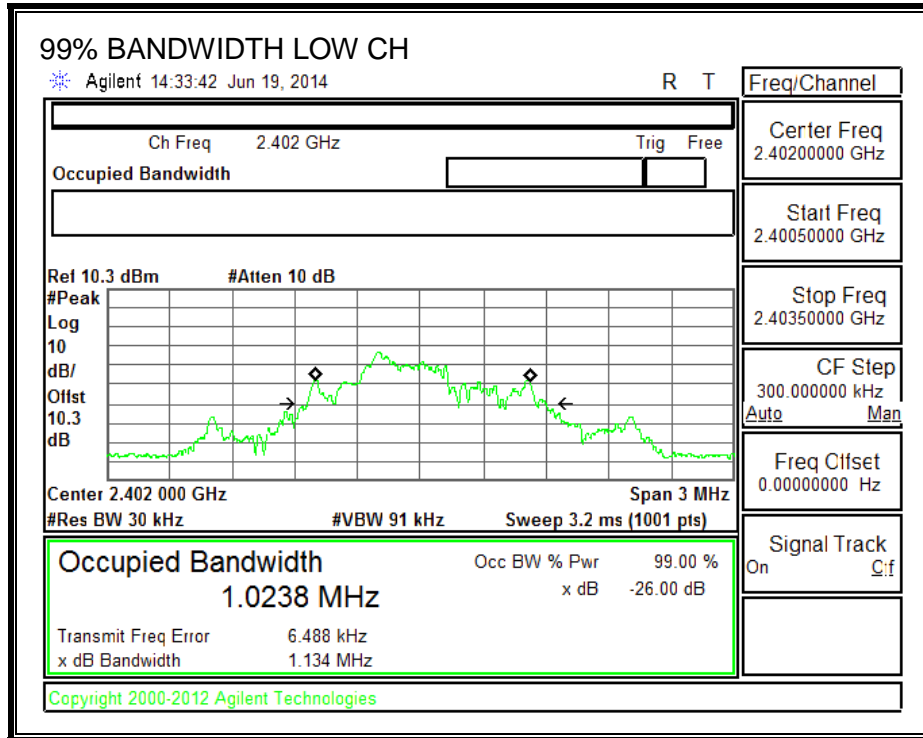 99% BANDWIDTH LOW CH
Agilent 14:33:42 Jun 19, 2014 R T
Freq/Channel
Ch Freq 2.402 GHz Trig Free
Occupied Bandwidth
Center Freq
2.40200000 GHz
Start Freq
2.40050000 GHz
Stop Freq
2.40350000 GHz
CF Step
300.000000 kHz
Auto Man
Freq Offset
0.00000000 Hz
Signal Track
On Off
Ref 10.3 dBm #Atten 10 dB
#Peak
Log
10
dB/
Offst
10.3
dB
Center 2.402 000 GHz Span 3 MHz
#Res BW 30 kHz #VBW 91 kHz Sweep 3.2 ms (1001 pts)
Occupied Bandwidth Occ BW % Pwr 99.00 %
1.0238 MHz x dB -26.00 dB
Transmit Freq Error 6.488 kHz
x dB Bandwidth 1.134 MHz
Copyright 2000-2012 Agilent Technologies